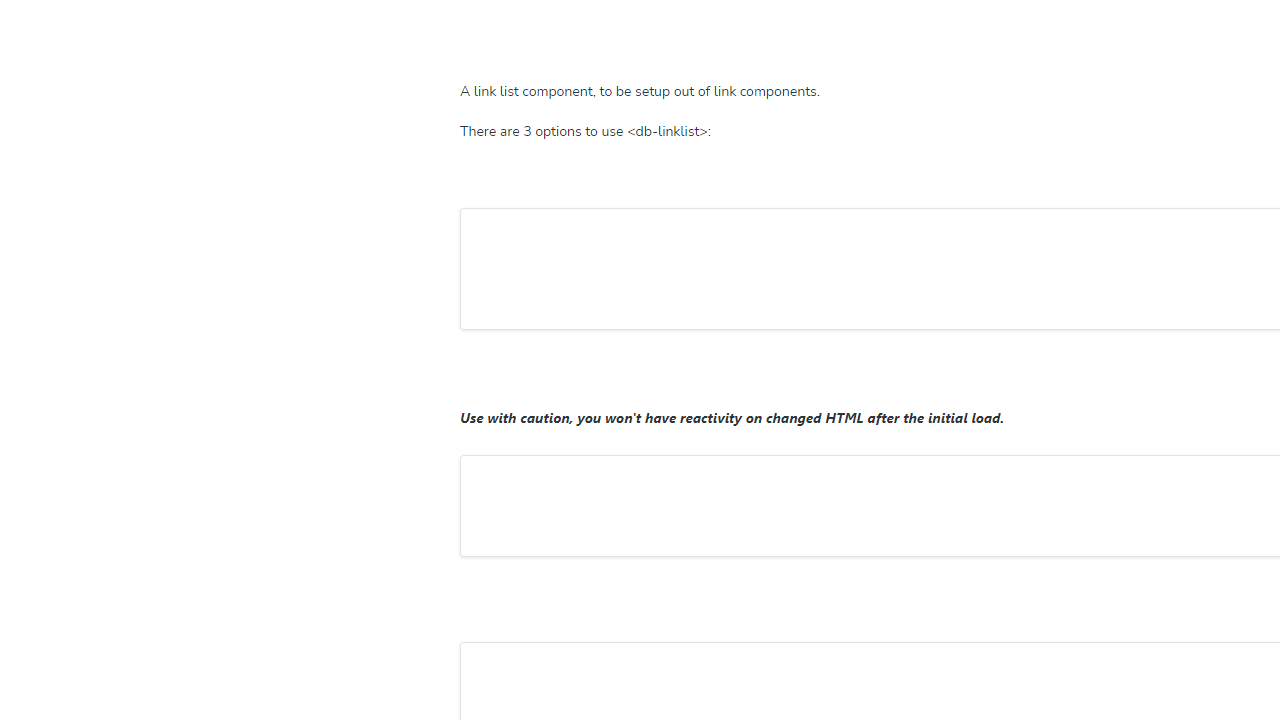 A link list component, to be setup out of link components.
There are 3 options to use <db-linklist>:
Use with caution, you won't have reactivity on changed HTML after the initial load.